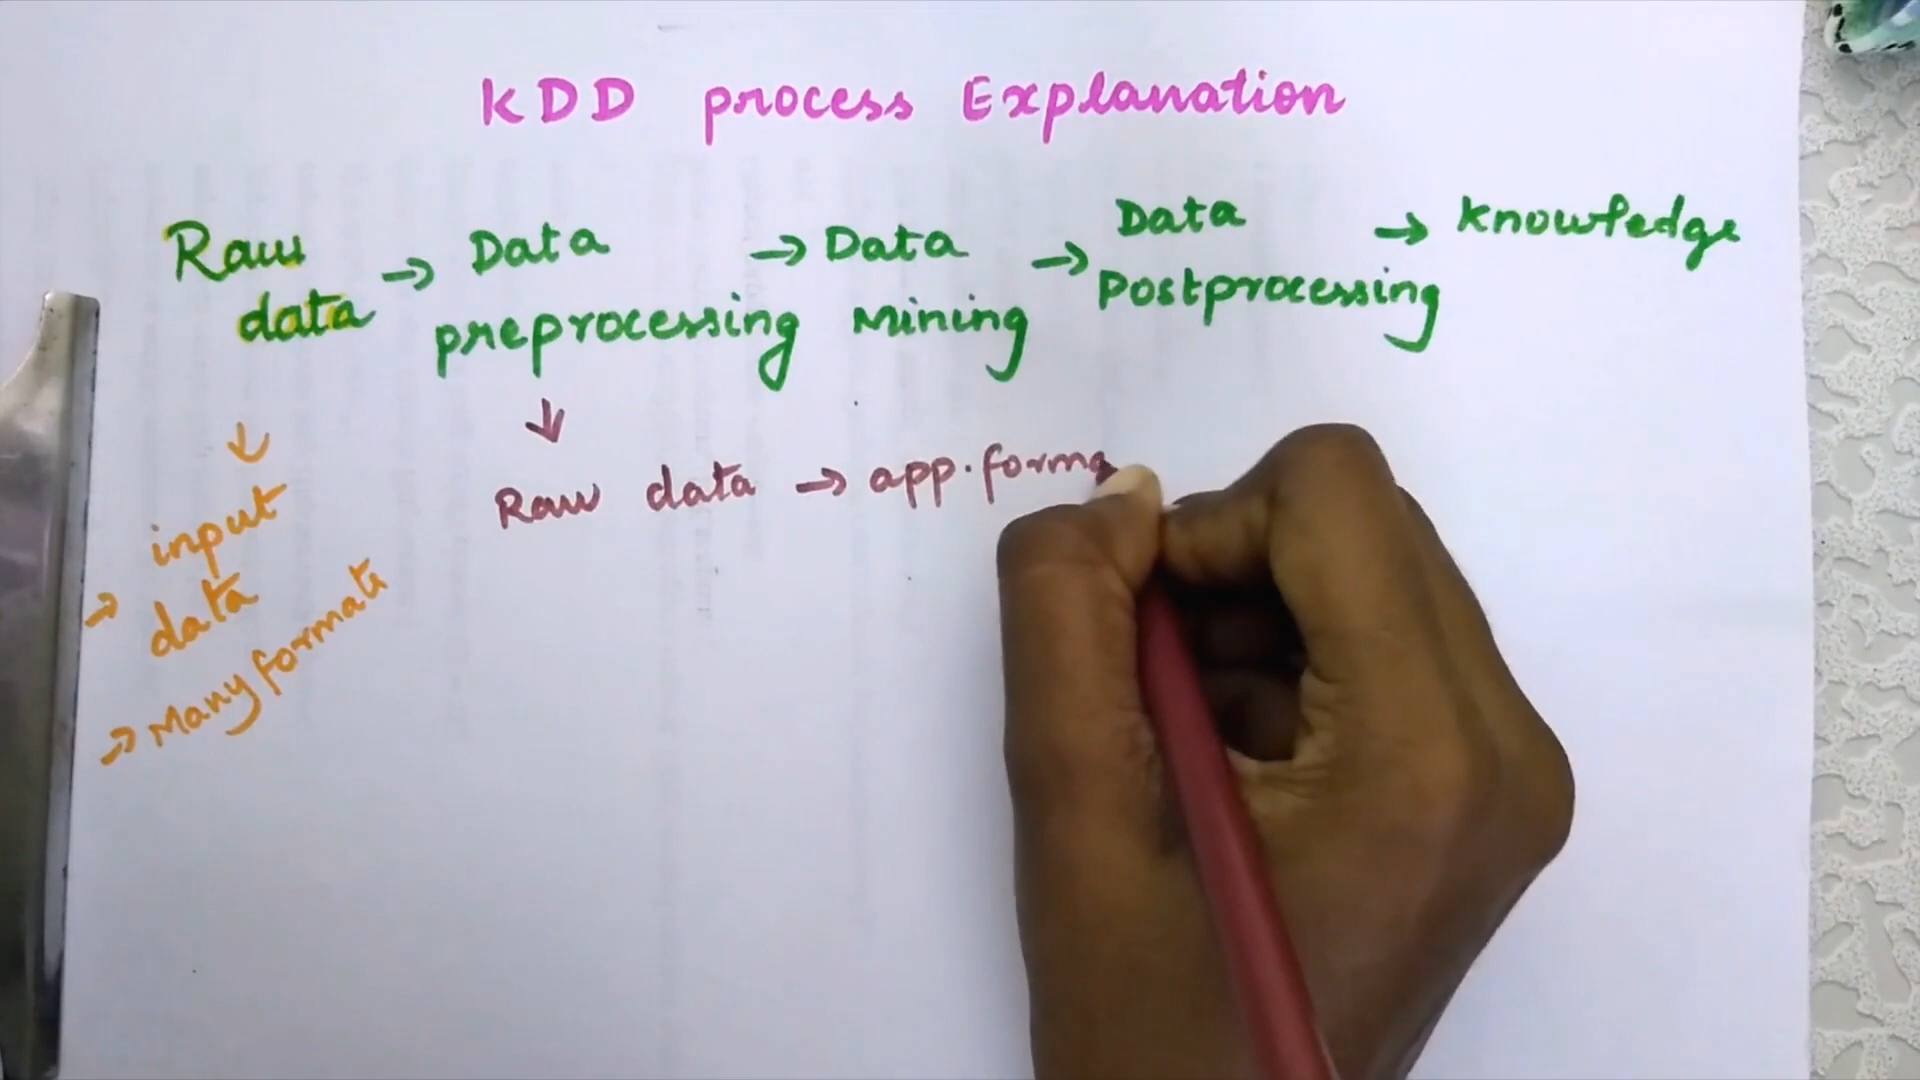 KDD process Explanation
Raw data → Data preprocessing → Data Mining → Data Postprocessing → Knowledge
↓
input
→ data
→ Many formats
↓
Raw data → app.forma